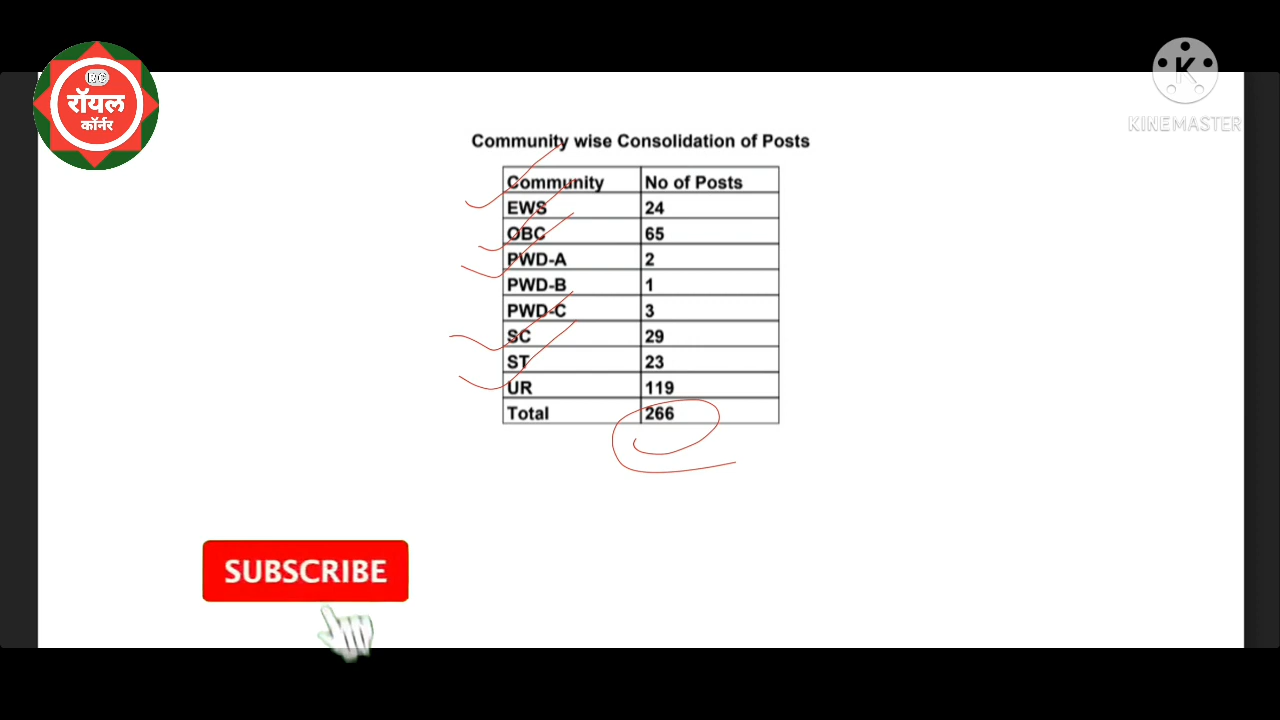 RC
रॉयल
कॉर्नर
K
KINEMASTER
Community wise Consolidation of Posts
Community No of Posts
EWS 24
OBC 65
PWD-A 2
PWD-B 1
PWD-C 3
SC 29
ST 23
UR 119
Total 266
SUBSCRIBE